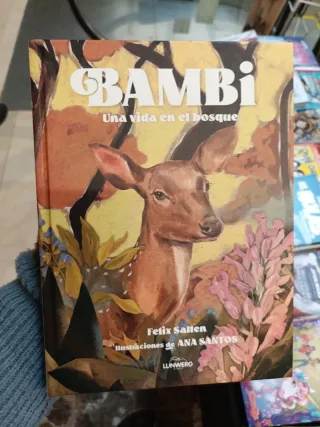 BAMBi
Una vida en el bosque
Felix Salten
Ilustraciones de ANA SANTOS
LUNWERG